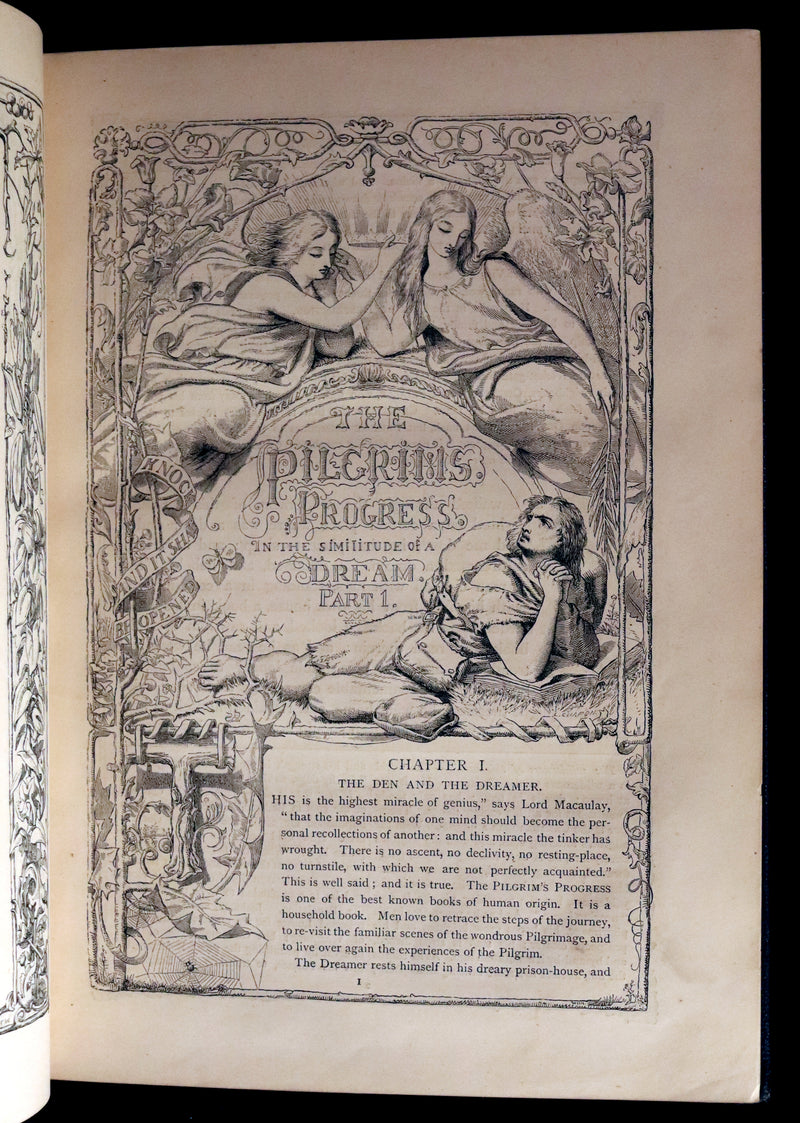 THE
PILGRIMS.
PROGRESS.
IN THE SIMILITUDE OF A
DREAM.
PART 1.
KNOCK
AND IT SHA
OPENED
CHAPTER I.
THE DEN AND THE DREAMER.
THIS is the highest miracle of genius,” says Lord Macaulay,
“that the imaginations of one mind should become the per-
sonal recollections of another: and this miracle the tinker has
wrought. There is no ascent, no declivity, no resting-place,
no turnstile, with which we are not perfectly acquainted.”
This is well said; and it is true. The PILGRIM'S PROGRESS
is one of the best known books of human origin. It is a
household book. Men love to retrace the steps of the journey,
to re-visit the familiar scenes of the wondrous Pilgrimage, and
to live over again the experiences of the Pilgrim.
The Dreamer rests himself in his dreary prison-house, and
1